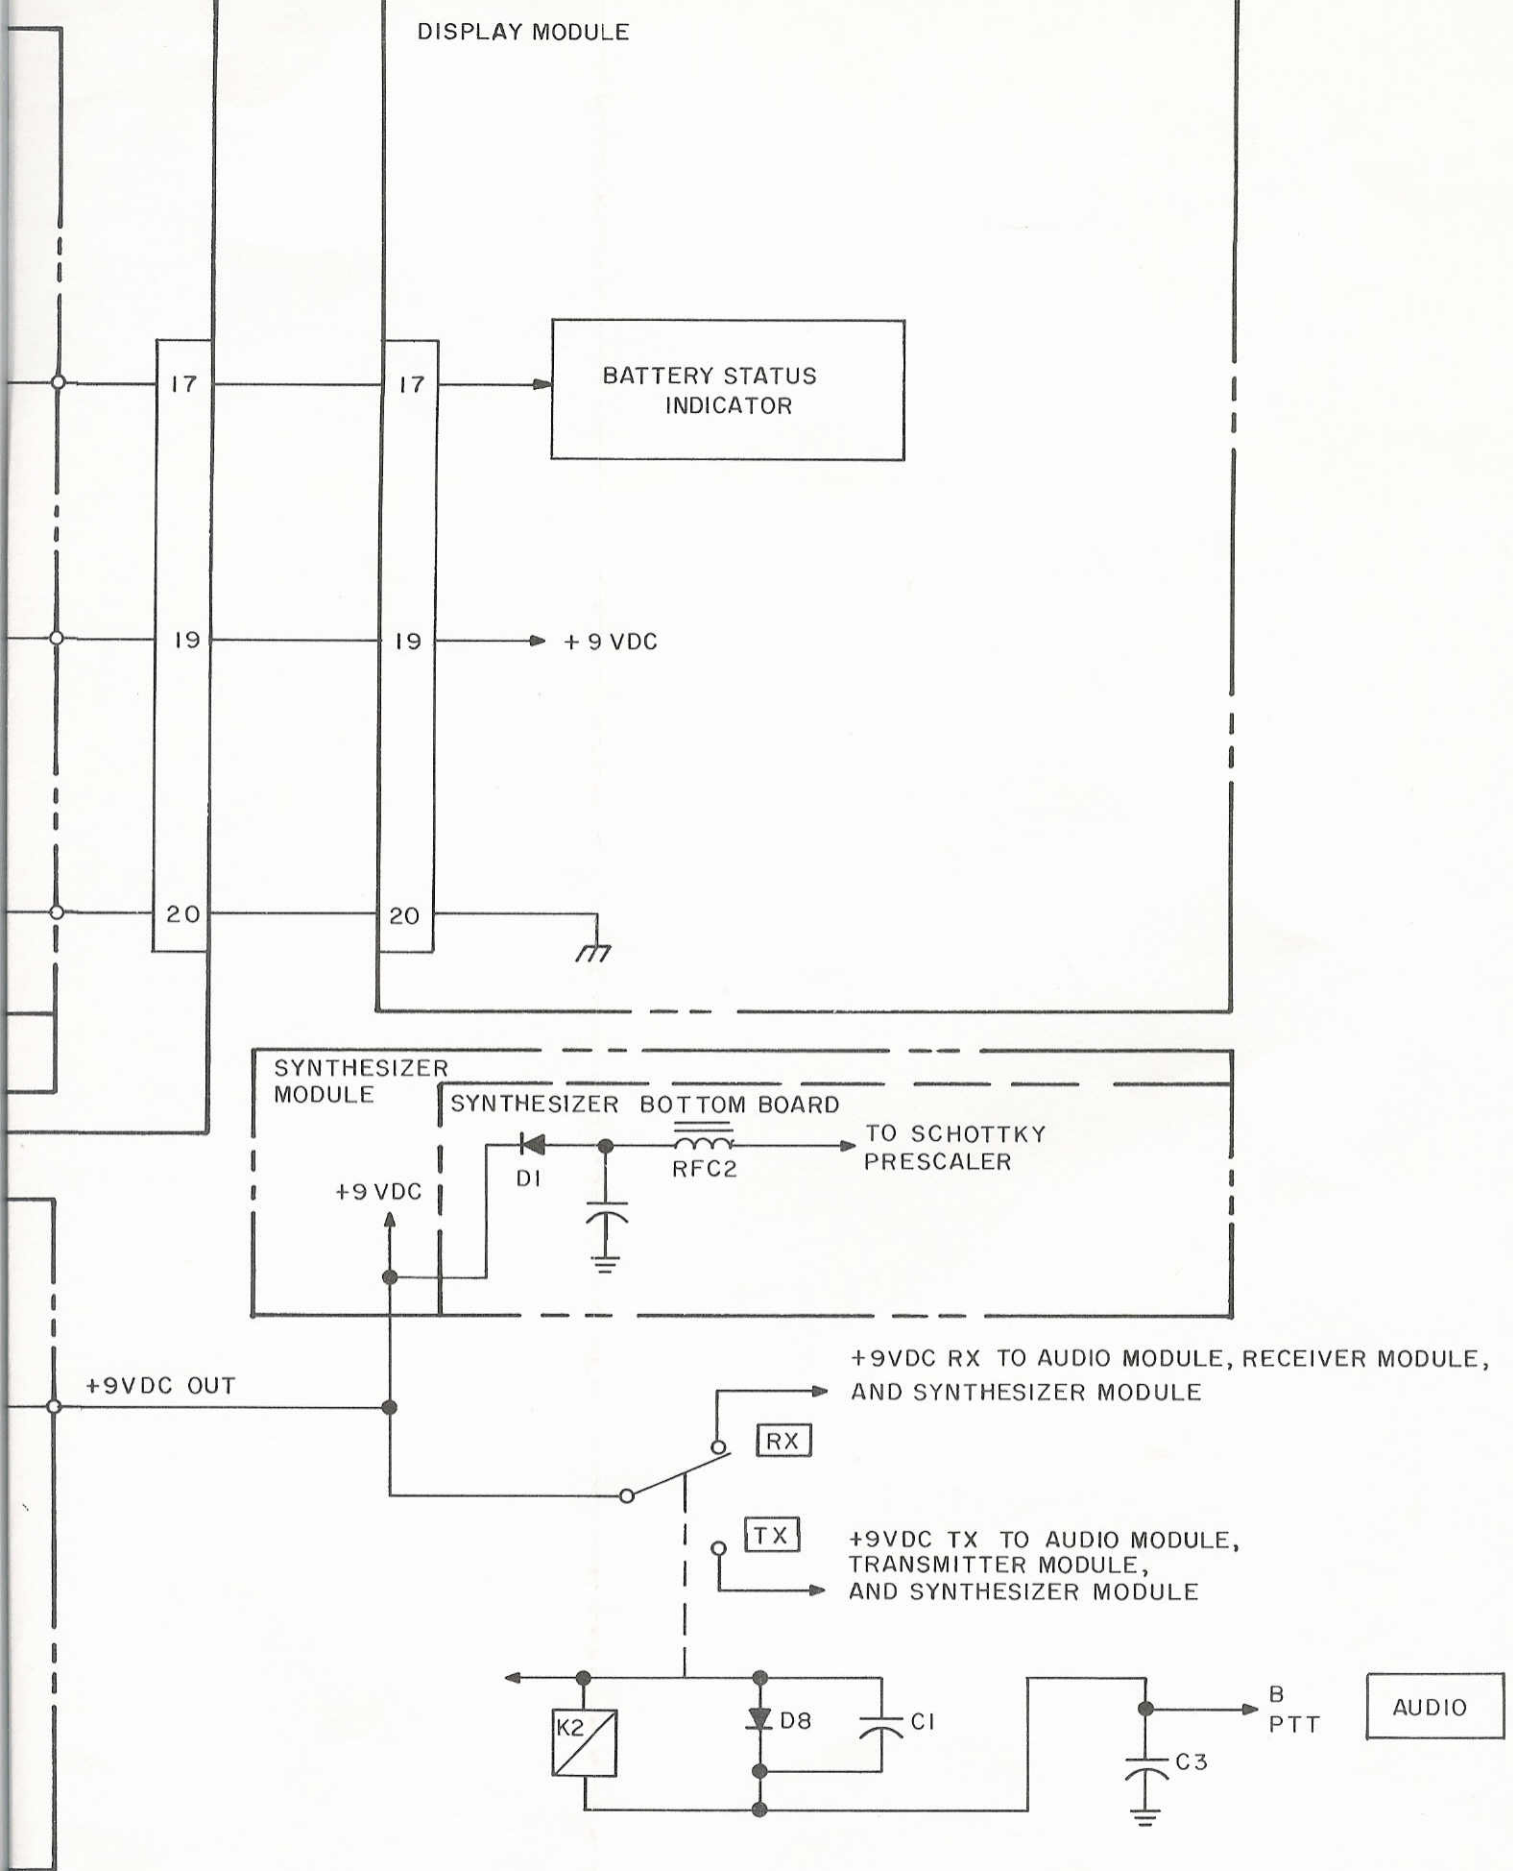 DISPLAY MODULE
17
17
BATTERY STATUS
INDICATOR
19
19
+ 9 VDC
20
20
SYNTHESIZER
MODULE
SYNTHESIZER BOTTOM BOARD
D1
RFC2
TO SCHOTTKY
PRESCALER
+9 VDC
+9VDC OUT
+9VDC RX TO AUDIO MODULE, RECEIVER MODULE,
AND SYNTHESIZER MODULE
RX
TX
+9VDC TX TO AUDIO MODULE,
TRANSMITTER MODULE,
AND SYNTHESIZER MODULE
K2
D8
C1
B
PTT
AUDIO
C3